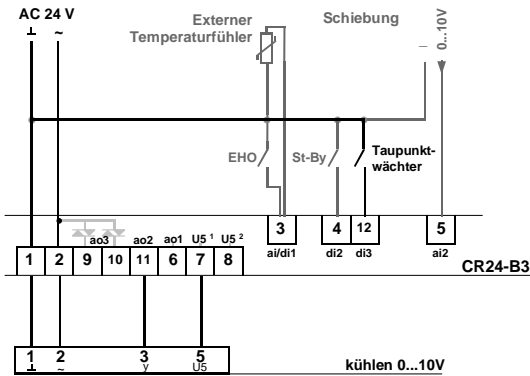 AC 24 V
⊥ ~
Externer
Temperaturfühler
Schiebung
–
0...10V
EHO
St-By
Taupunkt-
wächter
3 4 12 5
ai/di1 di2 di3 ai2
ao3 ao2 ao1 U5 1 U5 2
1 2 9 10 11 6 7 8
CR24-B3
1 2 3 5
⊥ ~ y U5
kühlen 0...10V